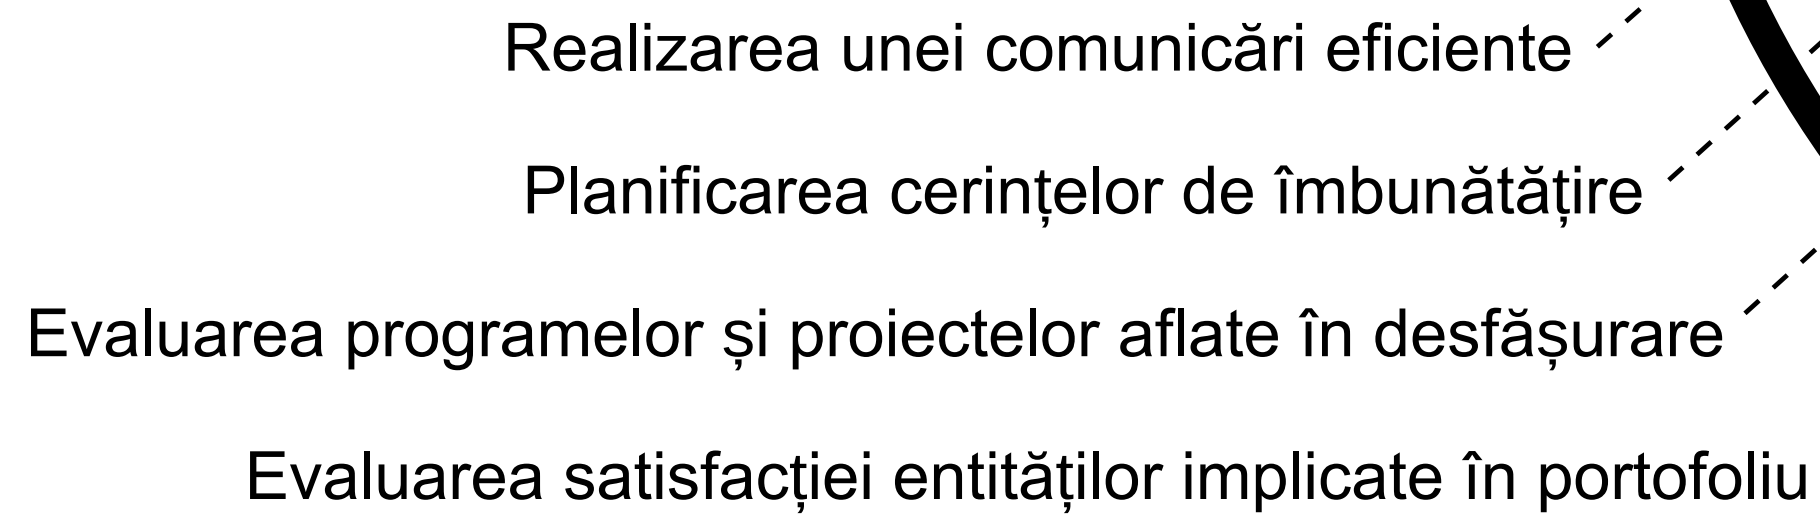 Realizarea unei comunicări eficiente
Planificarea cerințelor de îmbunătățire
Evaluarea programelor și proiectelor aflate în desfășurare
Evaluarea satisfacției entităților implicate în portofoliu